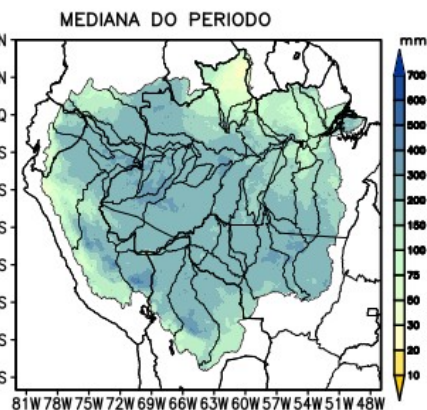 MEDIANA DO PERIODO
mm
N
N
Q
S
S
S
S
S
S
S
700
600
500
400
300
200
150
100
75
50
30
20
10
81W 78W 75W 72W 69W 66W 63W 60W 57W 54W 51W 48W